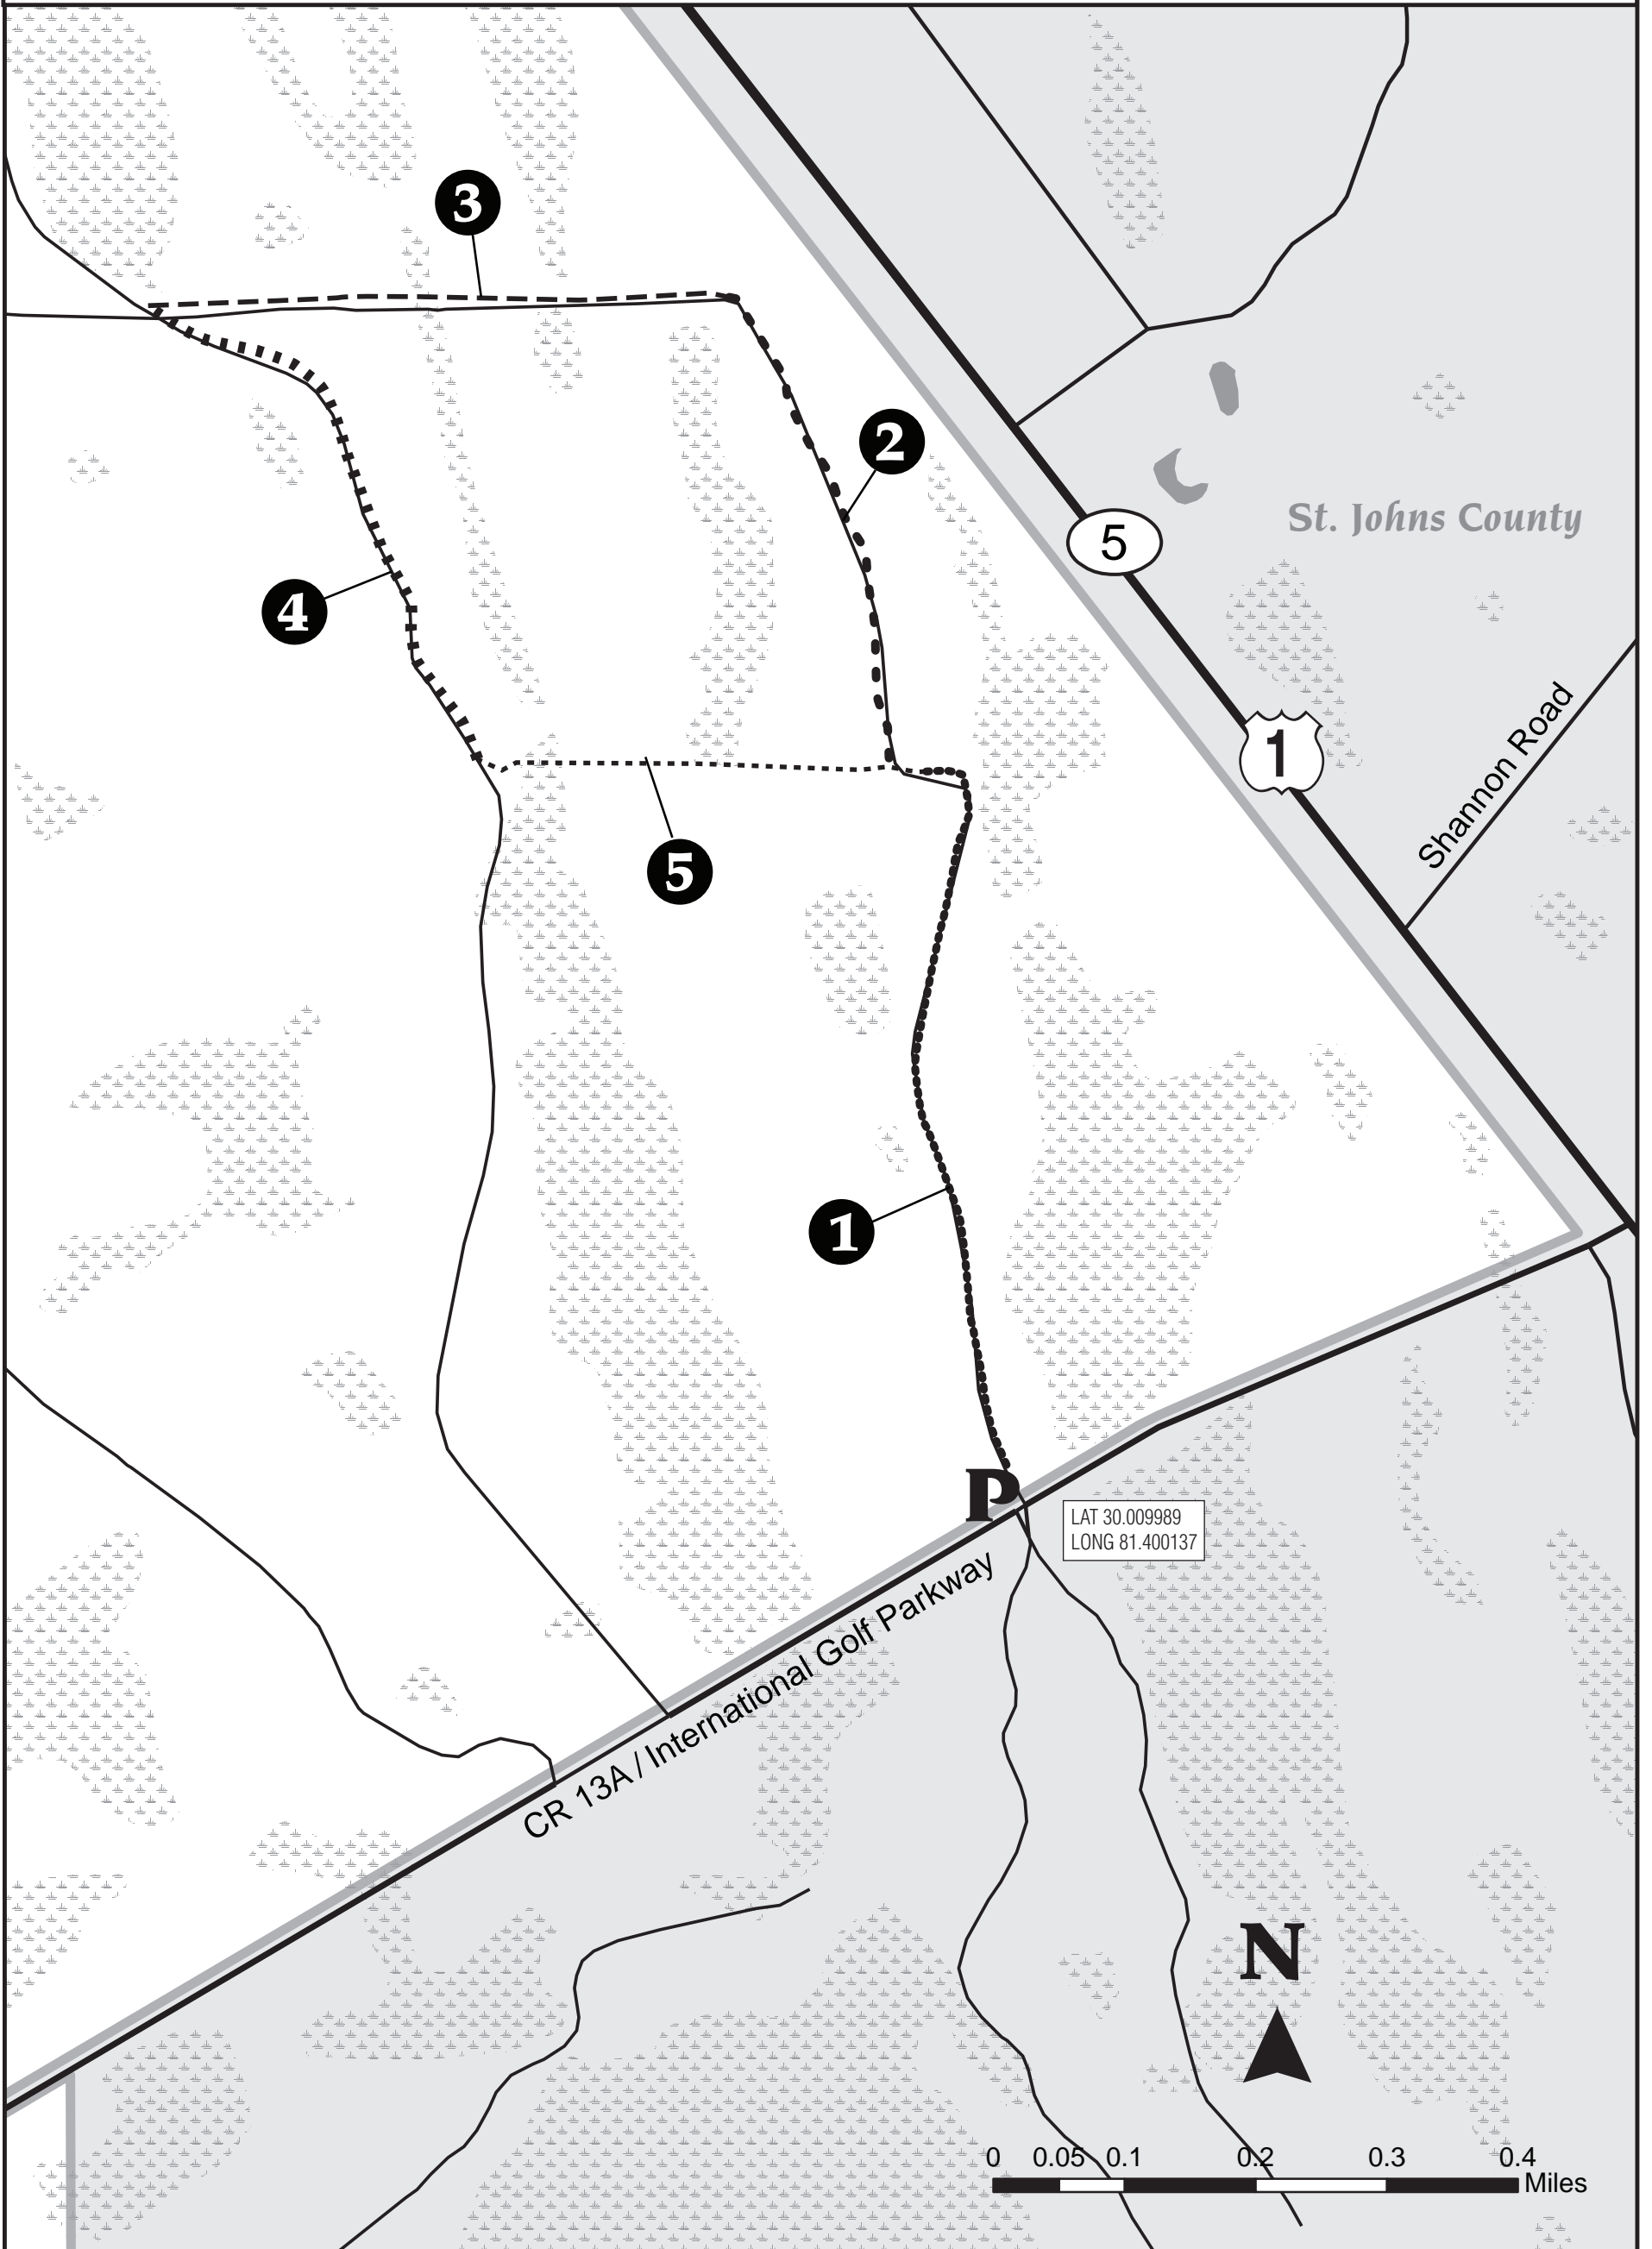 3
2
5
St. Johns County
4
1
Shannon Road
5
1
P
LAT 30.009989
LONG 81.400137
CR 13A / International Golf Parkway
N
0 0.05 0.1 0.2 0.3 0.4
Miles